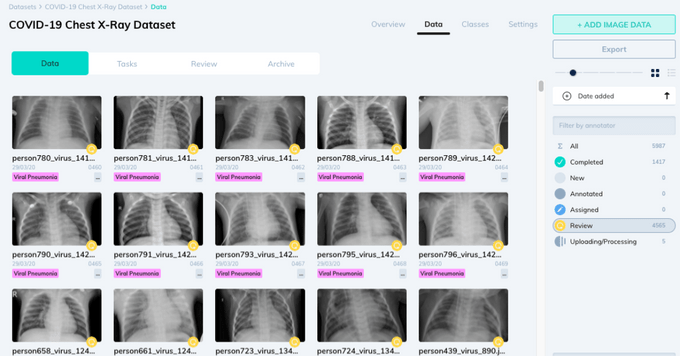 Datasets > COVID-19 Chest X-Ray Dataset > Data
COVID-19 Chest X-Ray Dataset
Overview Data Classes Settings
+ ADD IMAGE DATA
Export
Data Tasks Review Archive
Date added
Filter by annotator
All 5987
Completed 1417
New 0
Annotated 0
Assigned 0
Review 4565
Uploading/Processing 5
person780_virus_141... person781_virus_141... person783_virus_141... person788_virus_141... person789_virus_142...
29/03/20 0460 29/03/20 0461 29/03/20 0462 29/03/20 0463 29/03/20 0464
Viral Pneumonia ... Viral Pneumonia ... Viral Pneumonia ... Viral Pneumonia ... Viral Pneumonia ...
person790_virus_142... person791_virus_142... person793_virus_142... person795_virus_142... person796_virus_142...
29/03/20 0465 29/03/20 0466 29/03/20 0467 29/03/20 0468 29/03/20 0469
Viral Pneumonia ... Viral Pneumonia ... Viral Pneumonia ... Viral Pneumonia ... Viral Pneumonia ...
R
person658_virus_124... person661_virus_124... person723_virus_134... person724_virus_134... person439_virus_890.j...